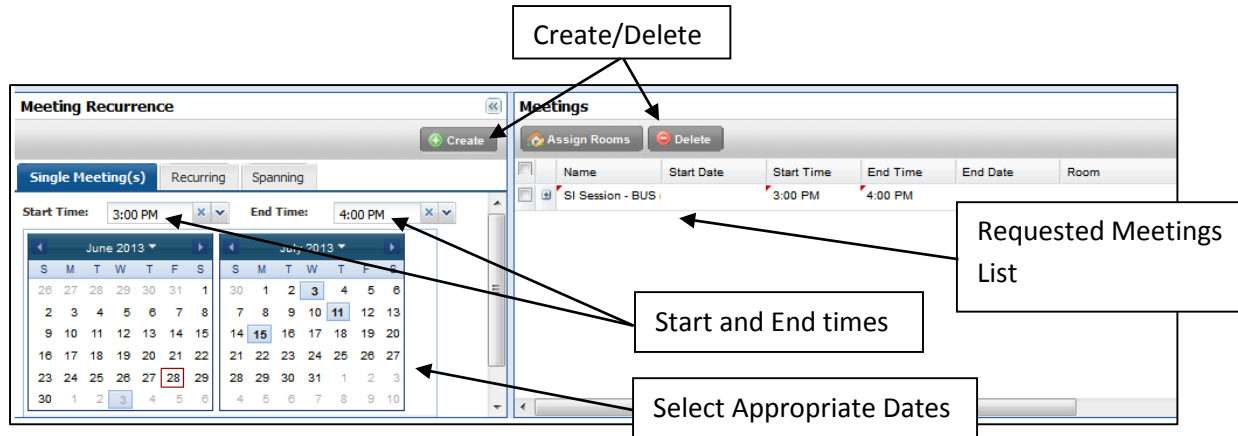 Create/Delete
Meeting Recurrence
Meetings
Create
Assign Rooms
Delete
Single Meeting(s) Recurring Spanning
Name Start Date Start Time End Time End Date Room
SI Session - BUS 3:00 PM 4:00 PM
Start Time: 3:00 PM End Time: 4:00 PM
Requested Meetings
List
June 2013
S M T W T F S
26 27 28 29 30 31 1
2 3 4 5 6 7 8
9 10 11 12 13 14 15
16 17 18 19 20 21 22
23 24 25 26 27 28 29
30 1 2 3 4 5 6
July 2013
S M T W T F S
30 1 2 3 4 5 6
7 8 9 10 11 12 13
14 15 16 17 18 19 20
21 22 23 24 25 26 27
28 29 30 31 1 2 3
4 5 6 7 8 9 10
Start and End times
Select Appropriate Dates